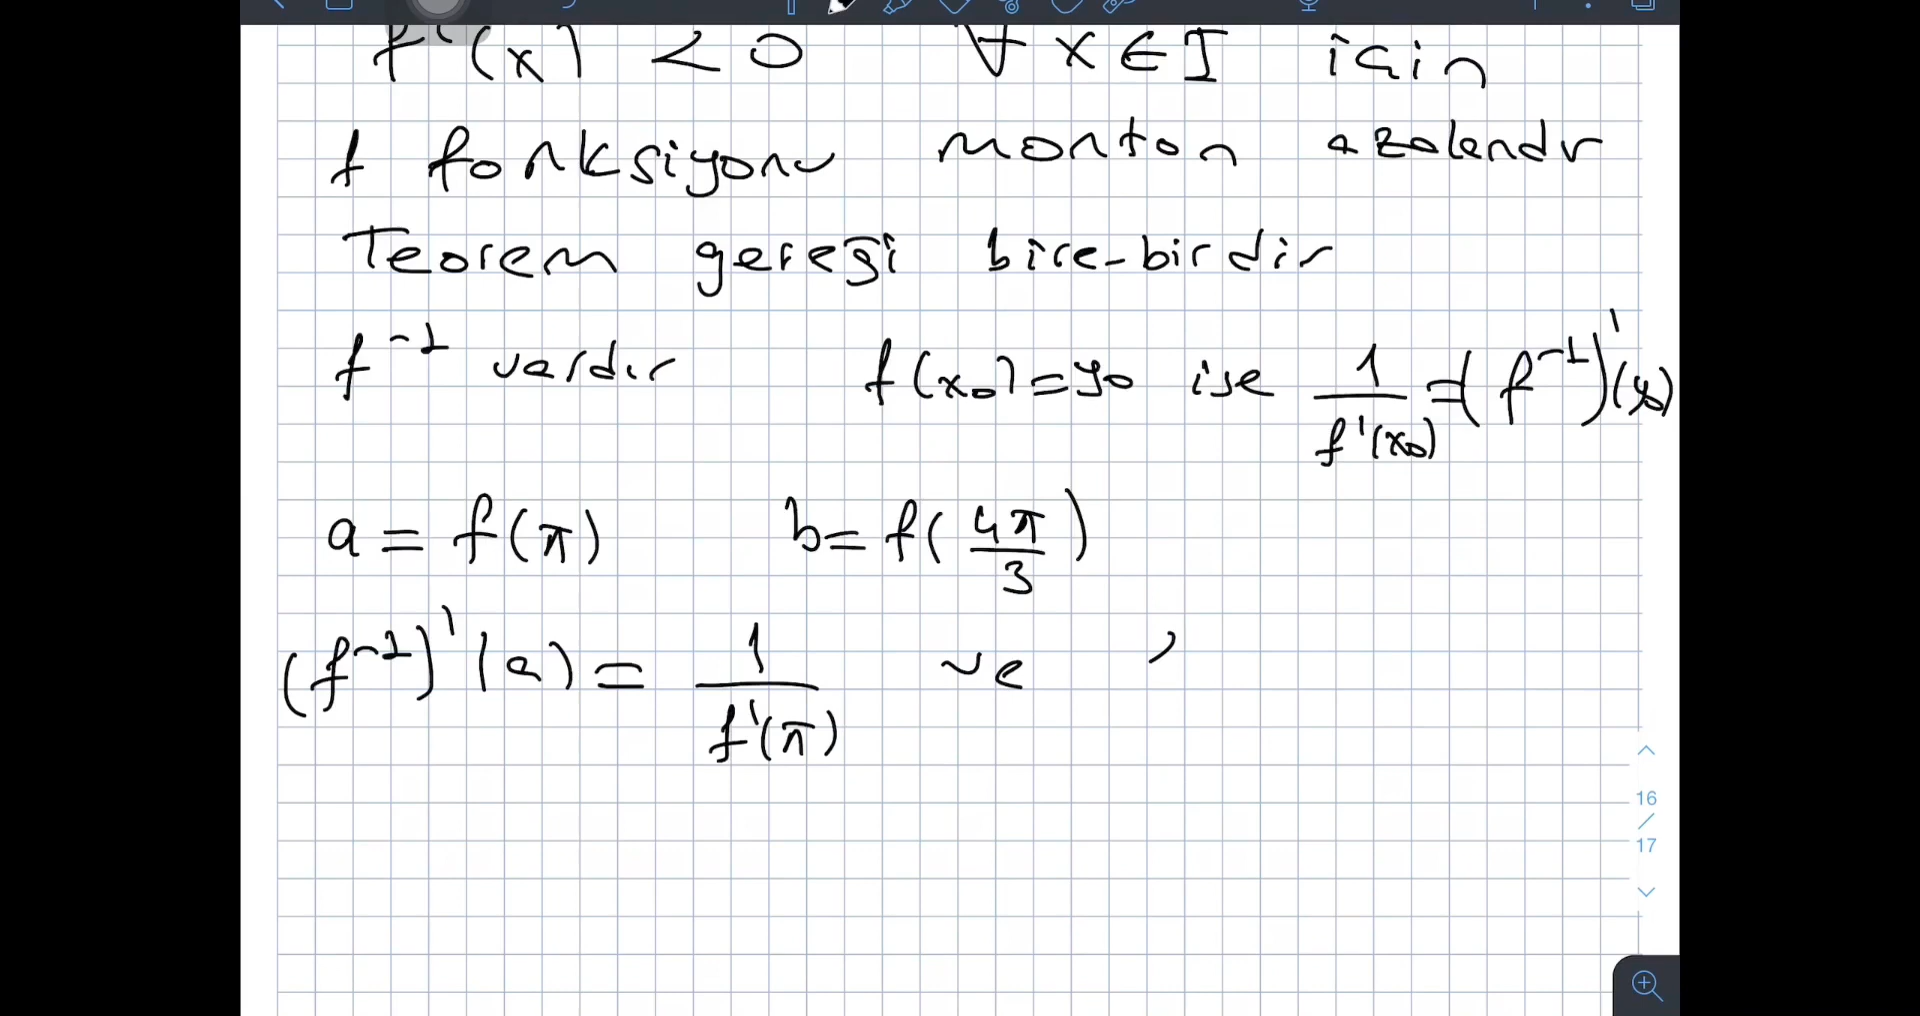 f'(x) < 0 ∀ x ∈ I için
f fonksiyonu monoton azalandır
Teorem gereği bire-birdir
f^-1 vardır f(x0) = y0 ise 1/f'(x0) = (f^-1)'(y0)
a = f(π) b = f(4π/3)
(f^-1)'(a) = 1/f'(π) ve
16
/
17